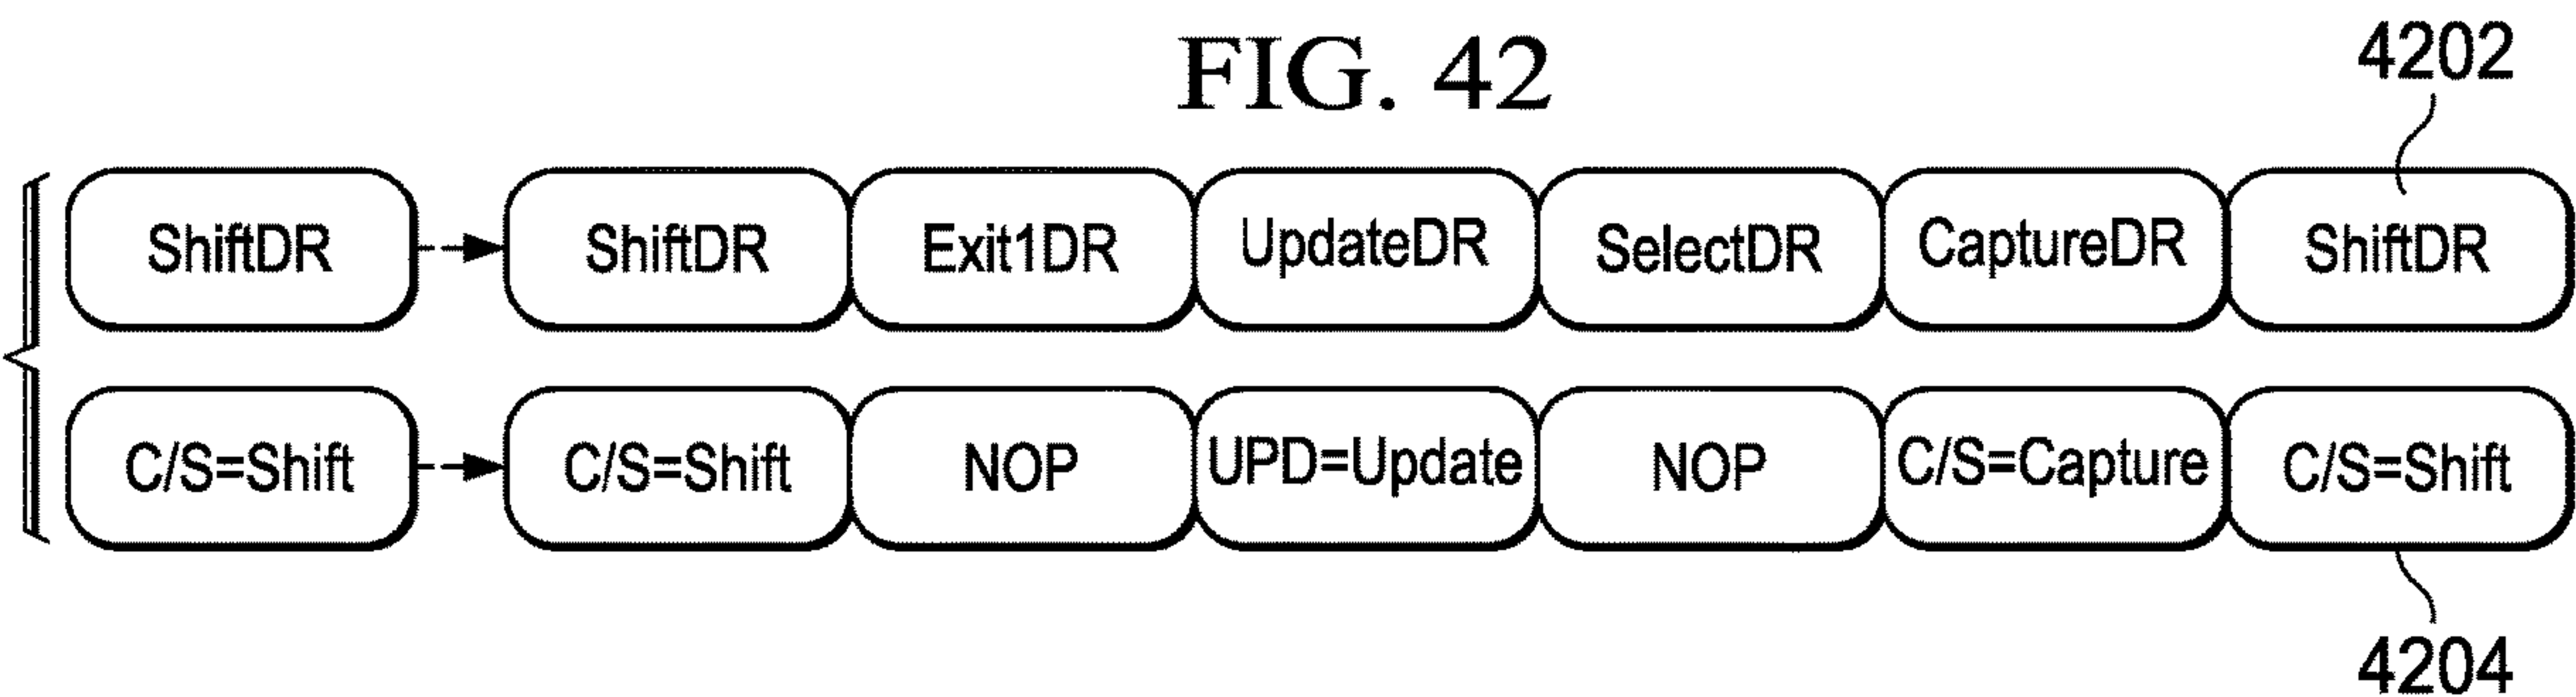 FIG. 42
4202
ShiftDR ShiftDR Exit1DR UpdateDR SelectDR CaptureDR ShiftDR
C/S=Shift C/S=Shift NOP UPD=Update NOP C/S=Capture C/S=Shift
4204